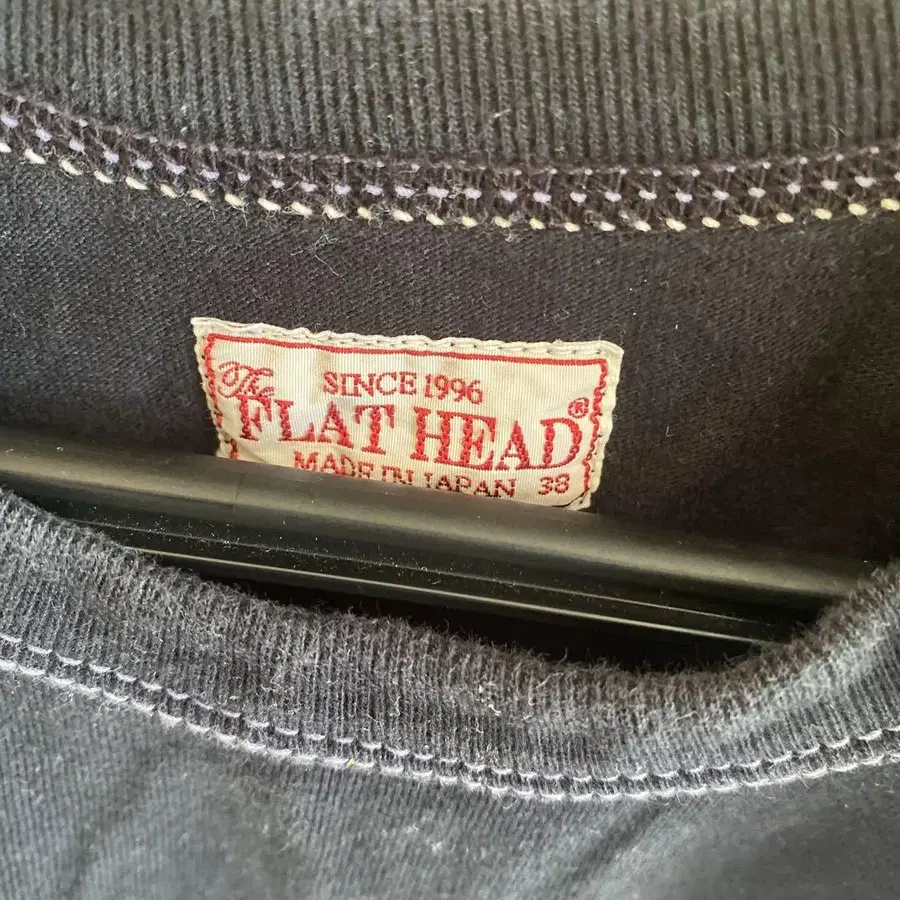 SINCE 1996
The
FLAT HEAD®
MADE IN JAPAN 38